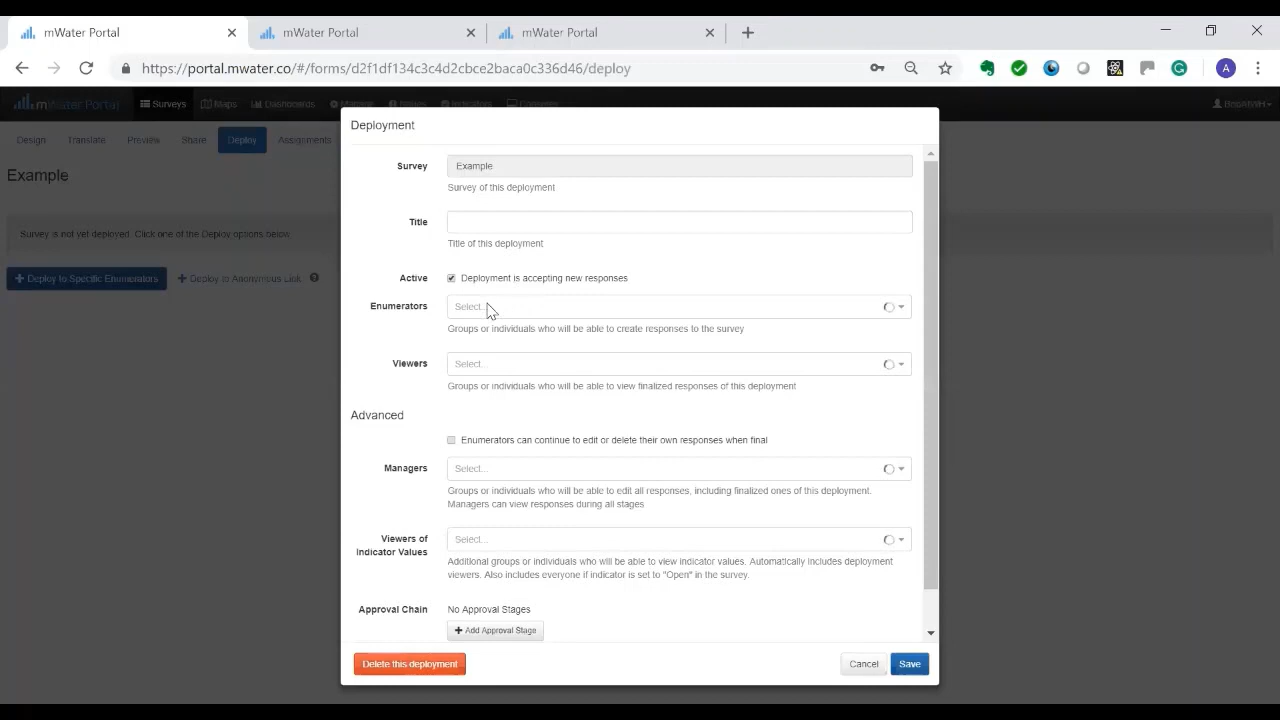 mWater Portal
mWater Portal
mWater Portal
https://portal.mwater.co/#/forms/d2f1df134c3c4d2cbce2baca0c336d46/deploy
A
mWater Portal
Surveys
Maps
Dashboards
Design
Translate
Preview
Share
Deploy
Assignments
Example
Survey is not yet deployed. Click one of the Deploy options below.
Deploy to Specific Enumerators
Deploy to Anonymous Link
Deployment
Survey
Example
Survey of this deployment
Title
Title of this deployment
Active
Deployment is accepting new responses
Enumerators
Select...
Groups or individuals who will be able to create responses to the survey
Viewers
Select...
Groups or individuals who will be able to view finalized responses of this deployment
Advanced
Enumerators can continue to edit or delete their own responses when final
Managers
Select...
Groups or individuals who will be able to edit all responses, including finalized ones of this deployment.
Managers can view responses during all stages
Viewers of
Indicator Values
Select...
Additional groups or individuals who will be able to view indicator values. Automatically includes deployment
viewers. Also includes everyone if indicator is set to "Open" in the survey.
Approval Chain
No Approval Stages
Add Approval Stage
Delete this deployment
Cancel
Save